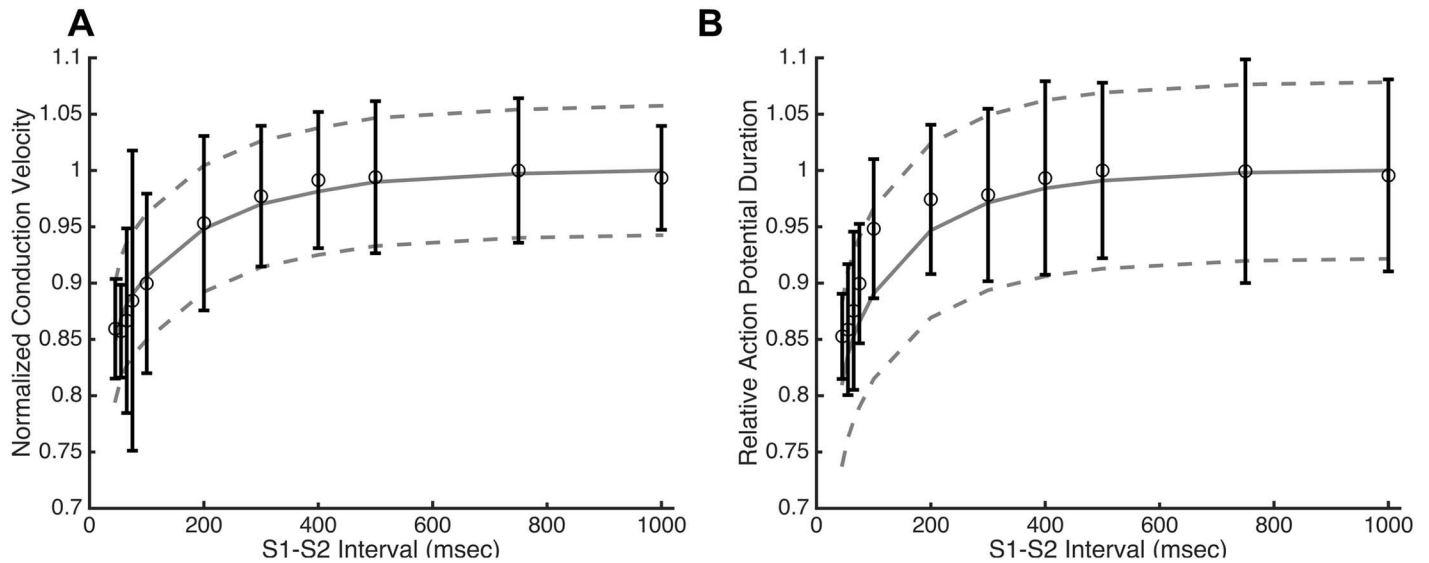 A
Normalized Conduction Velocity
1.1
1.05
1
0.95
0.9
0.85
0.8
0.75
0.7
0 200 400 600 800 1000
S1-S2 Interval (msec)
B
Relative Action Potential Duration
1.1
1.05
1
0.95
0.9
0.85
0.8
0.75
0.7
0 200 400 600 800 1000
S1-S2 Interval (msec)